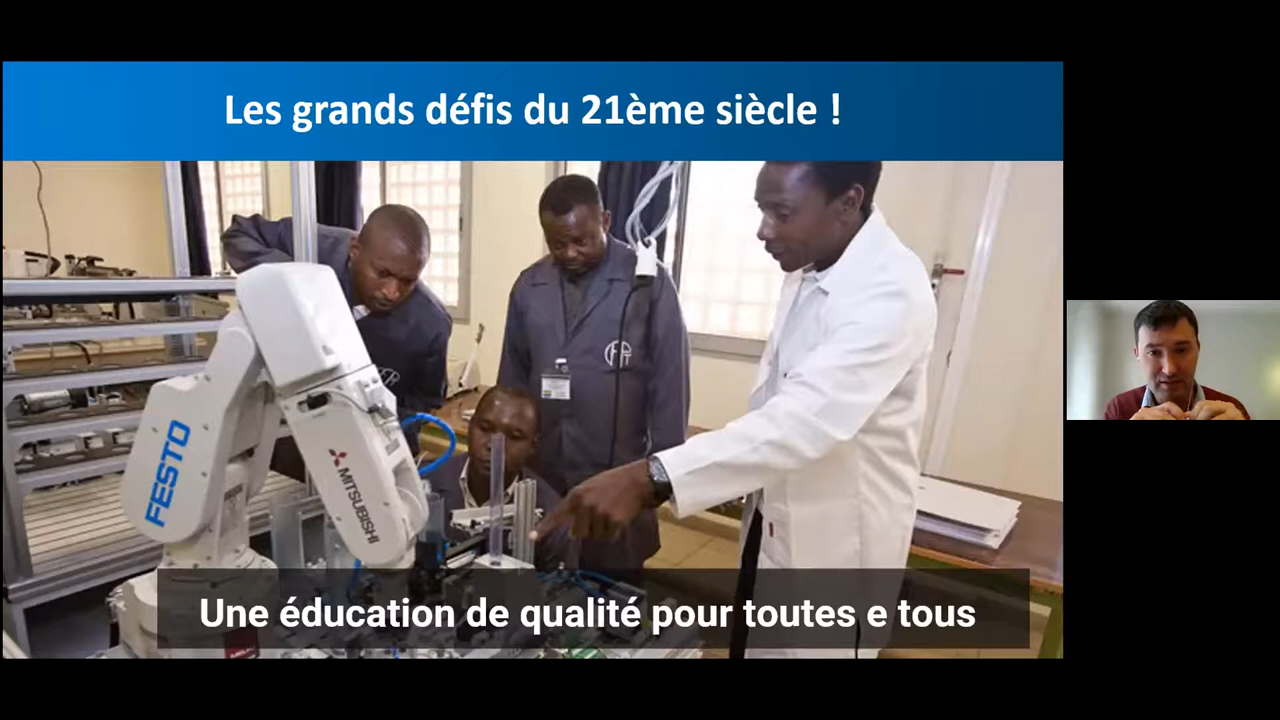 Les grands défis du 21ème siècle !
FESTO
MITSUBISHI
Une éducation de qualité pour toutes e tous